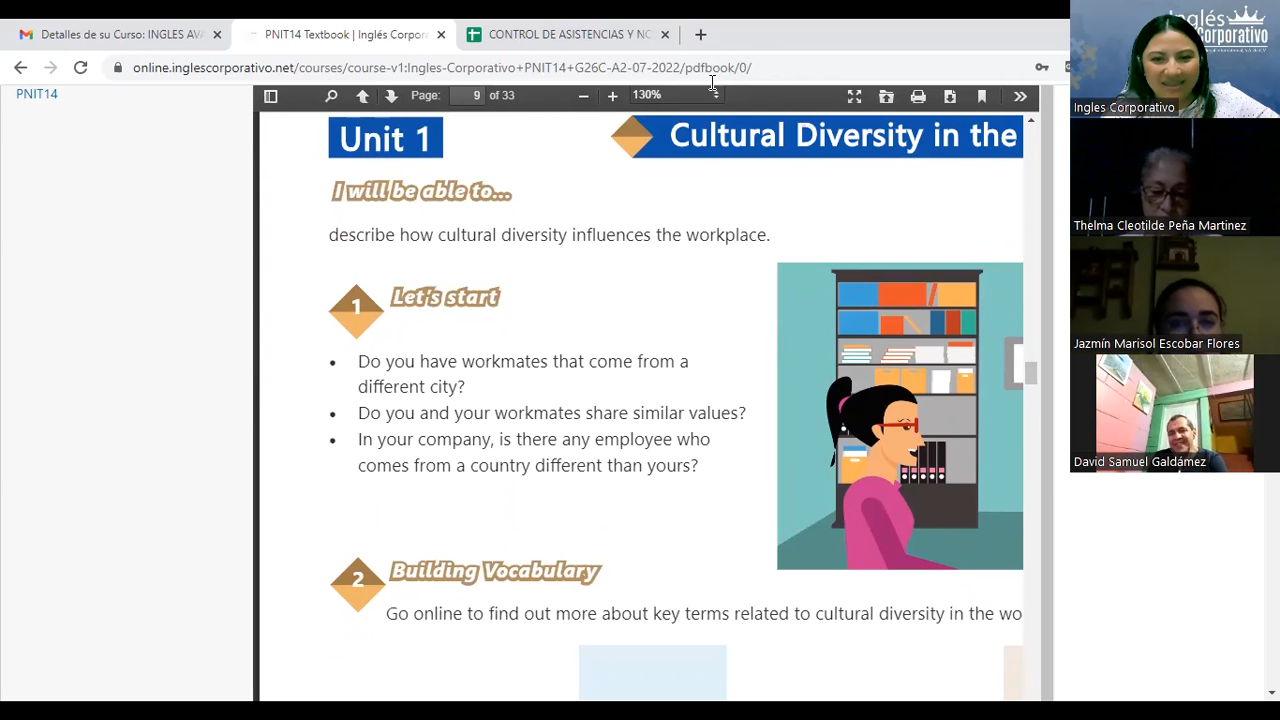 Detalles de su Curso: INGLES AVA
PNIT14 Textbook | Inglés Corpor
CONTROL DE ASISTENCIAS Y NO
online.inglescorporativo.net/courses/course-v1:Ingles-Corporativo+PNIT14+G26C-A2-07-2022/pdfbook/0/
PNIT14
Page: 9 of 33
130%
Unit 1
Cultural Diversity in the
I will be able to...
describe how cultural diversity influences the workplace.
1 Let's start
• Do you have workmates that come from a
different city?
• Do you and your workmates share similar values?
• In your company, is there any employee who
comes from a country different than yours?
2 Building Vocabulary
Go online to find out more about key terms related to cultural diversity in the wo
Inglés
Corporativo
Ingles Corporativo
Thelma Cleotilde Peña Martinez
Jazmín Marisol Escobar Flores
David Samuel Galdámez